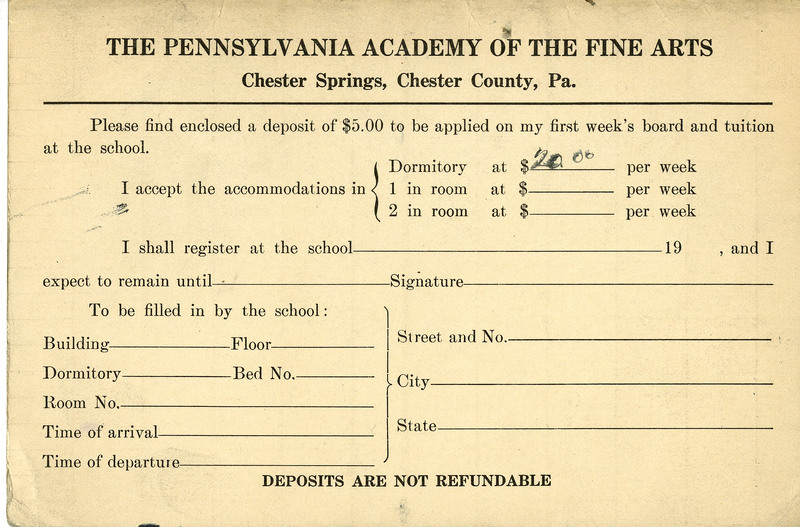 THE PENNSYLVANIA ACADEMY OF THE FINE ARTS
Chester Springs, Chester County, Pa.
Please find enclosed a deposit of $5.00 to be applied on my first week's board and tuition
at the school.
I accept the accommodations in
Dormitory at $20.00 per week
1 in room at $ per week
2 in room at $ per week
I shall register at the school 19 , and I
expect to remain until Signature
To be filled in by the school:
Building Floor
Dormitory Bed No.
Room No.
Time of arrival
Time of departure
Street and No.
City
State
DEPOSITS ARE NOT REFUNDABLE